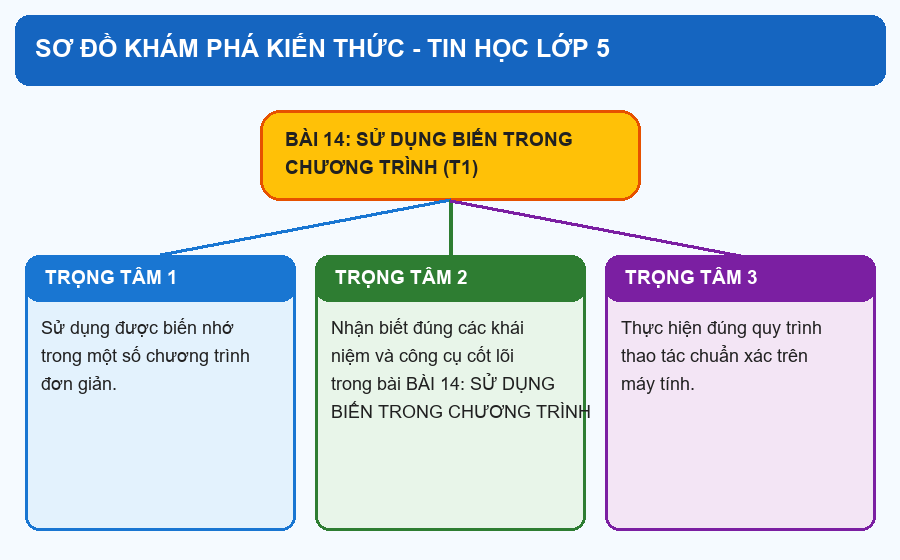 SƠ ĐỒ KHÁM PHÁ KIẾN THỨC - TIN HỌC LỚP 5
BÀI 14: SỬ DỤNG BIẾN TRONG
CHƯƠNG TRÌNH (T1)
TRỌNG TÂM 1
Sử dụng được biến nhớ
trong một số chương trình
đơn giản.
TRỌNG TÂM 2
Nhận biết đúng các khái
niệm và công cụ cốt lõi
trong bài BÀI 14: SỬ DỤNG
BIẾN TRONG CHƯƠNG TRÌNH
TRỌNG TÂM 3
Thực hiện đúng quy trình
thao tác chuẩn xác trên
máy tính.